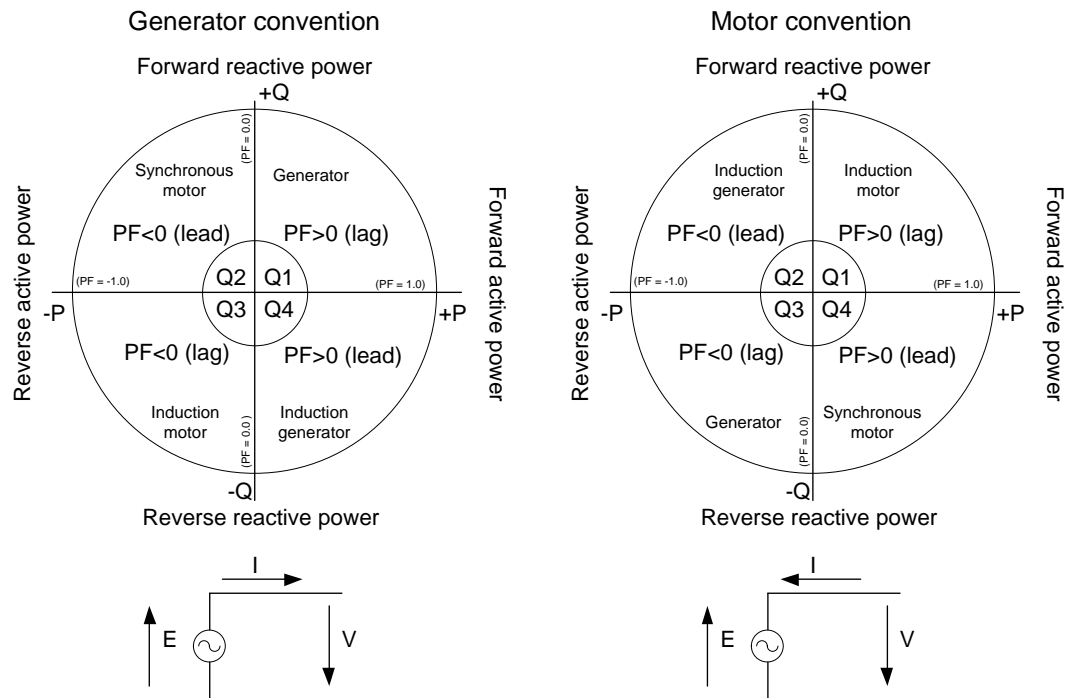 Generator convention
Forward reactive power
+Q
(PF = 0.0)
Synchronous
motor
Generator
PF<0 (lead)
PF>0 (lag)
Reverse active power
Forward active power
(PF = -1.0)
Q2
Q1
(PF = 1.0)
-P
Q3
Q4
+P
PF<0 (lag)
PF>0 (lead)
Induction
motor
Induction
generator
(PF = 0.0 )
-Q
Reverse reactive power
I
E
V
Motor convention
Forward reactive power
+Q
(PF = 0.0)
Induction
generator
Induction
motor
PF<0 (lead)
PF>0 (lag)
Reverse active power
Forward active power
(PF = -1.0)
Q2
Q1
(PF = 1.0)
-P
Q3
Q4
+P
PF<0 (lag)
PF>0 (lead)
Generator
Synchronous
motor
(PF = 0.0 )
-Q
Reverse reactive power
I
E
V